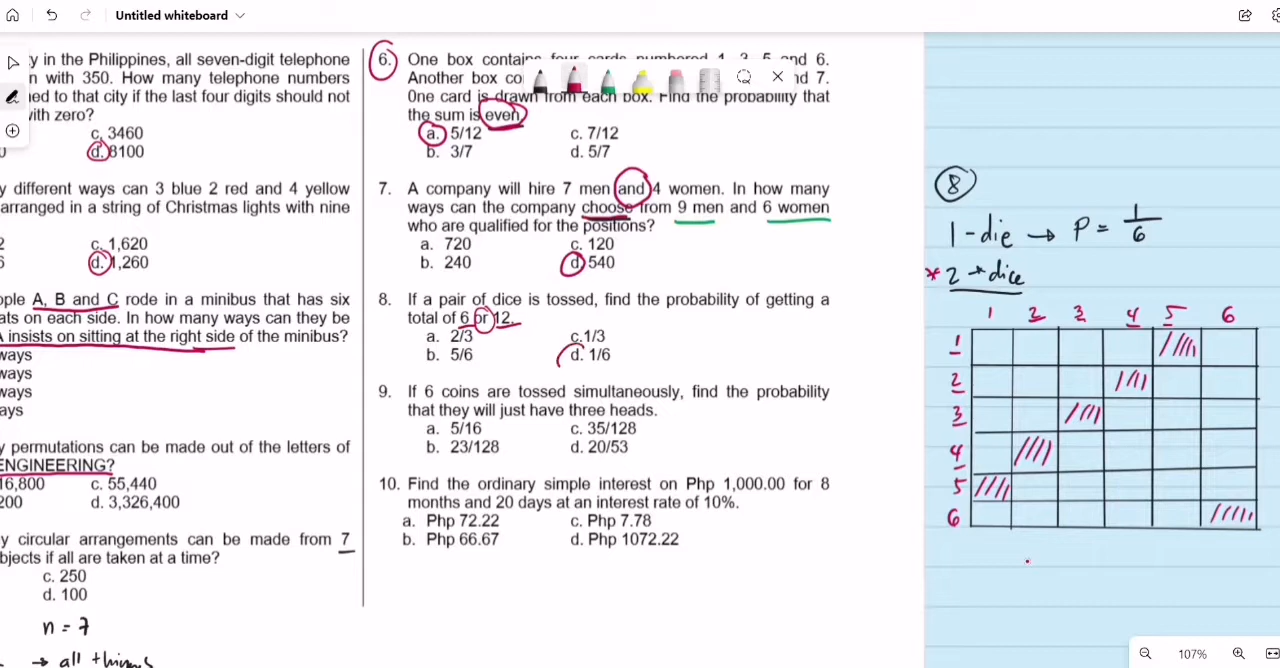 Untitled whiteboard
y in the Philippines, all seven-digit telephone
n with 350. How many telephone numbers
ned to that city if the last four digits should not
with zero?
c. 3460
d. 8100
y different ways can 3 blue 2 red and 4 yellow
arranged in a string of Christmas lights with nine
2
c. 1,620
6
d. 1,260
ople A, B and C rode in a minibus that has six
ats on each side. In how many ways can they be
A insists on sitting at the right side of the minibus?
ways
ways
ways
ays
y permutations can be made out of the letters of
ENGINEERING?
16,800 c. 55,440
200 d. 3,326,400
y circular arrangements can be made from 7
bjects if all are taken at a time?
c. 250
d. 100
n = 7
→ all things
6. One box contains four cards numbered 1, 3, 5 and 6.
Another box co nd 7.
One card is drawn from each box. Find the probability that
the sum is even.
a. 5/12 c. 7/12
b. 3/7 d. 5/7
7. A company will hire 7 men and 4 women. In how many
ways can the company choose from 9 men and 6 women
who are qualified for the positions?
a. 720 c. 120
b. 240 d. 540
8. If a pair of dice is tossed, find the probability of getting a
total of 6 or 12.
a. 2/3 c.1/3
b. 5/6 d. 1/6
9. If 6 coins are tossed simultaneously, find the probability
that they will just have three heads.
a. 5/16 c. 35/128
b. 23/128 d. 20/53
10. Find the ordinary simple interest on Php 1,000.00 for 8
months and 20 days at an interest rate of 10%.
a. Php 72.22 c. Php 7.78
b. Php 66.67 d. Php 1072.22
8
1-die → P = 1/6
* 2 → dice
1 2 3 4 5 6
1
2
3
4
5
6
107%